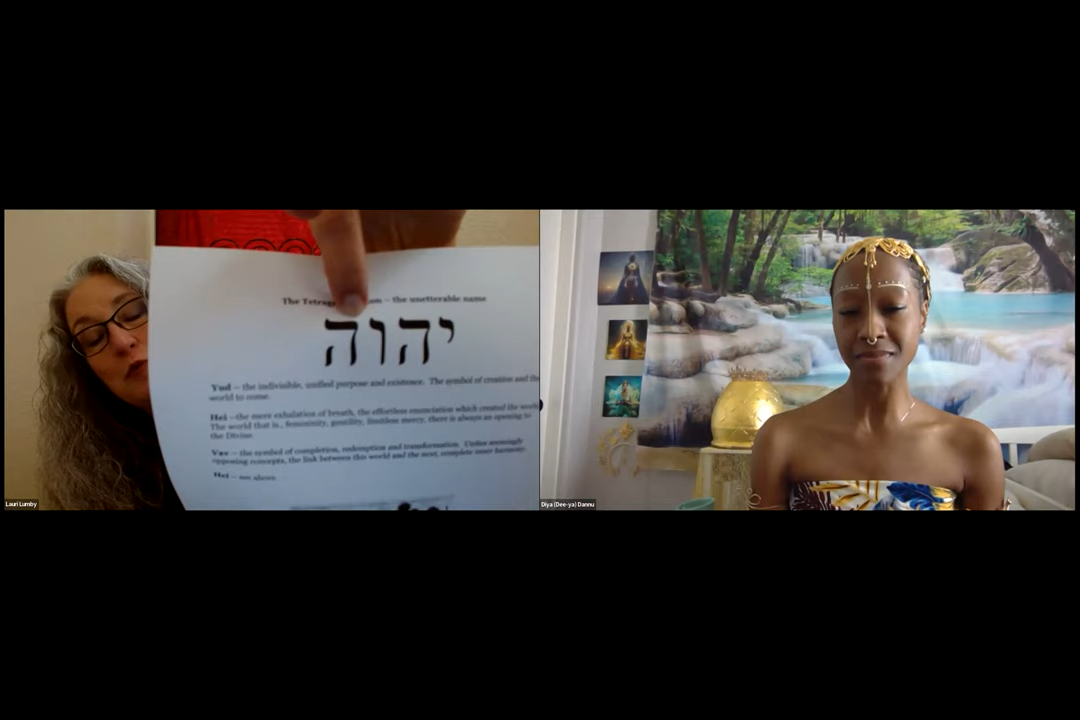 The Tetragrammaton – the unutterable name
יהוה
Yud – the indivisible, unified purpose and existence. The symbol of creation and the
world to come.
Hei – the mere exhalation of breath, the effortless enunciation which created the world.
The world that is, femininity, gentility, limitless mercy, there is always an opening to
the Divine.
Vav – the symbol of completion, redemption and transformation. Unites seemingly
opposing concepts, the link between this world and the next, complete inner harmony.
Hei – see above
Lauri Lumby
Diya (Dee-ya) Dannu